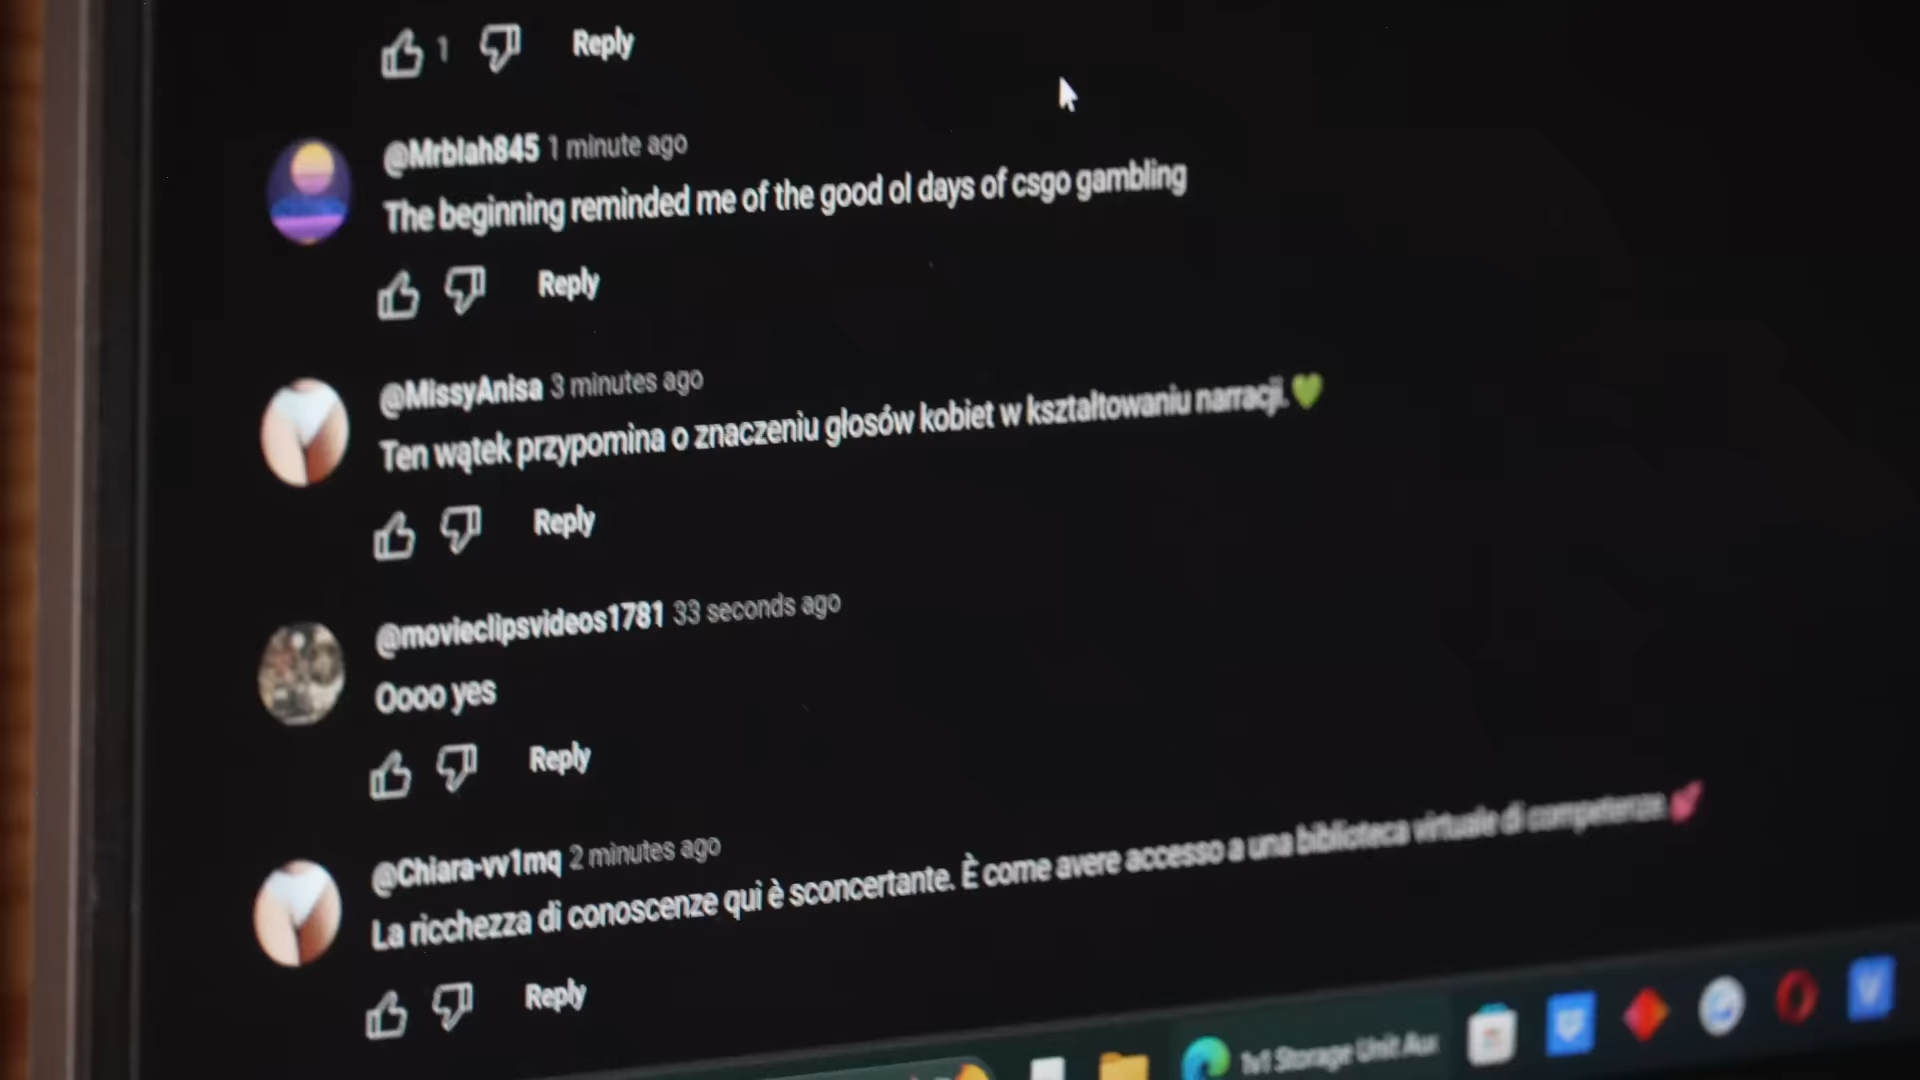 1 Reply
@Mrblah845 1 minute ago
The beginning reminded me of the good ol days of csgo gambling
Reply
@MissyAnisa 3 minutes ago
Ten wątek przypomina o znaczeniu głosów kobiet w kształtowaniu narracji.💚
Reply
@movieclipsvideos1781 33 seconds ago
Oooo yes
Reply
@Chiara-vv1mq 2 minutes ago
La ricchezza di conoscenze qui è sconcertante. È come avere accesso a una biblioteca virtuale di competenze.💕
Reply
1v1 Storage Unit Auc